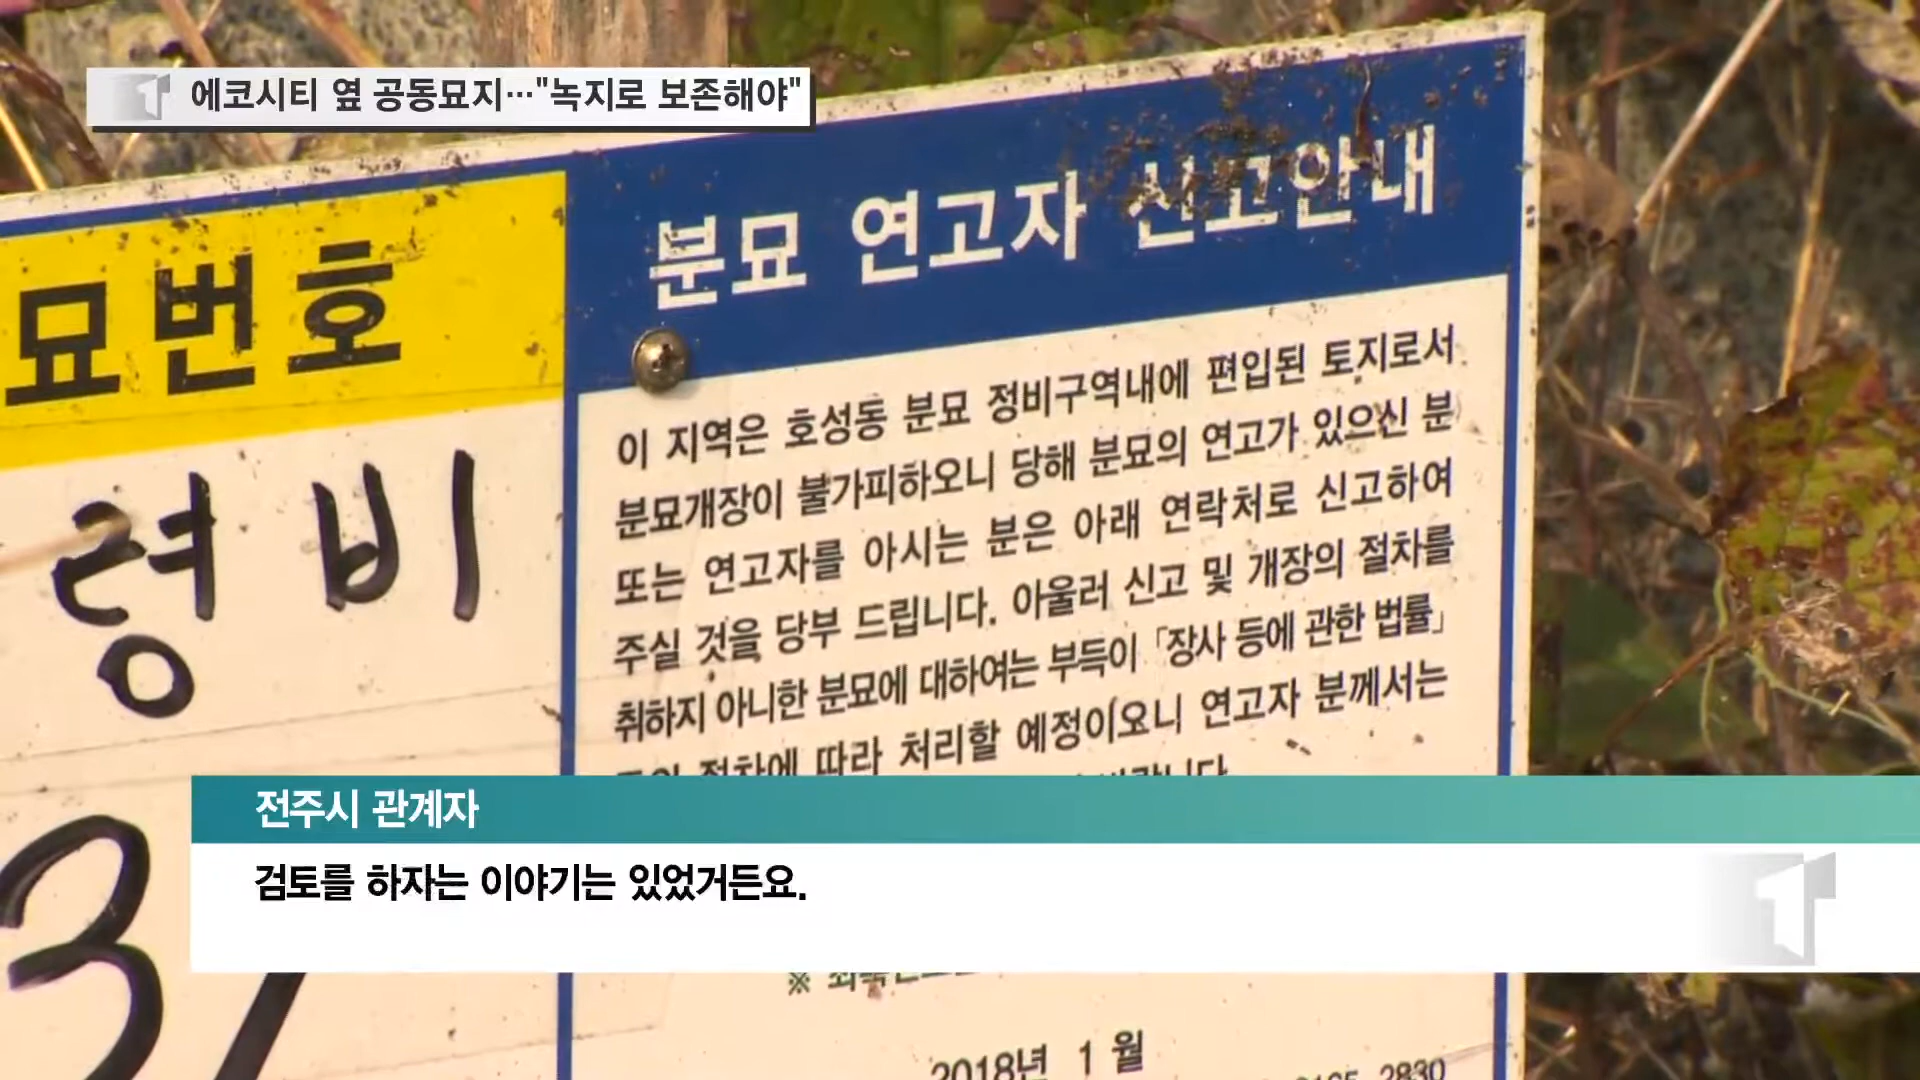 에코시티 옆 공동묘지…"녹지로 보존해야"
묘번호
령비
3
분묘 연고자 신고안내
이 지역은 호성동 분묘 정비구역내에 편입된 토지로서
분묘개장이 불가피하오니 당해 분묘의 연고가 있으신 분
또는 연고자를 아시는 분은 아래 연락처로 신고하여
주실 것을 당부 드립니다. 아울러 신고 및 개장의 절차를
취하지 아니한 분묘에 대하여는 부득이 「장사 등에 관한 법률」
절차에 따라 처리할 예정이오니 연고자 분께서는
전주시 관계자
검토를 하자는 이야기는 있었거든요.
※
2018년 1월
2830